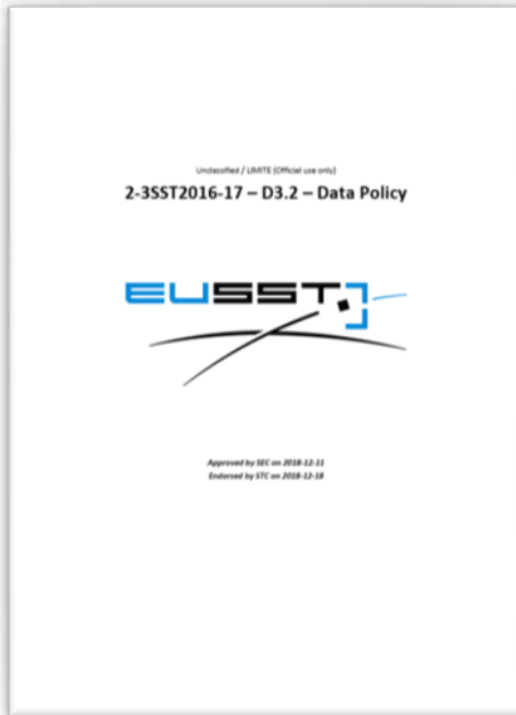 Unclassified / LIMITE (Official use only)
2-3SST2016-17 – D3.2 – Data Policy
EUSST
Approved by SEC on 2018-12-11
Endorsed by STC on 2018-12-18